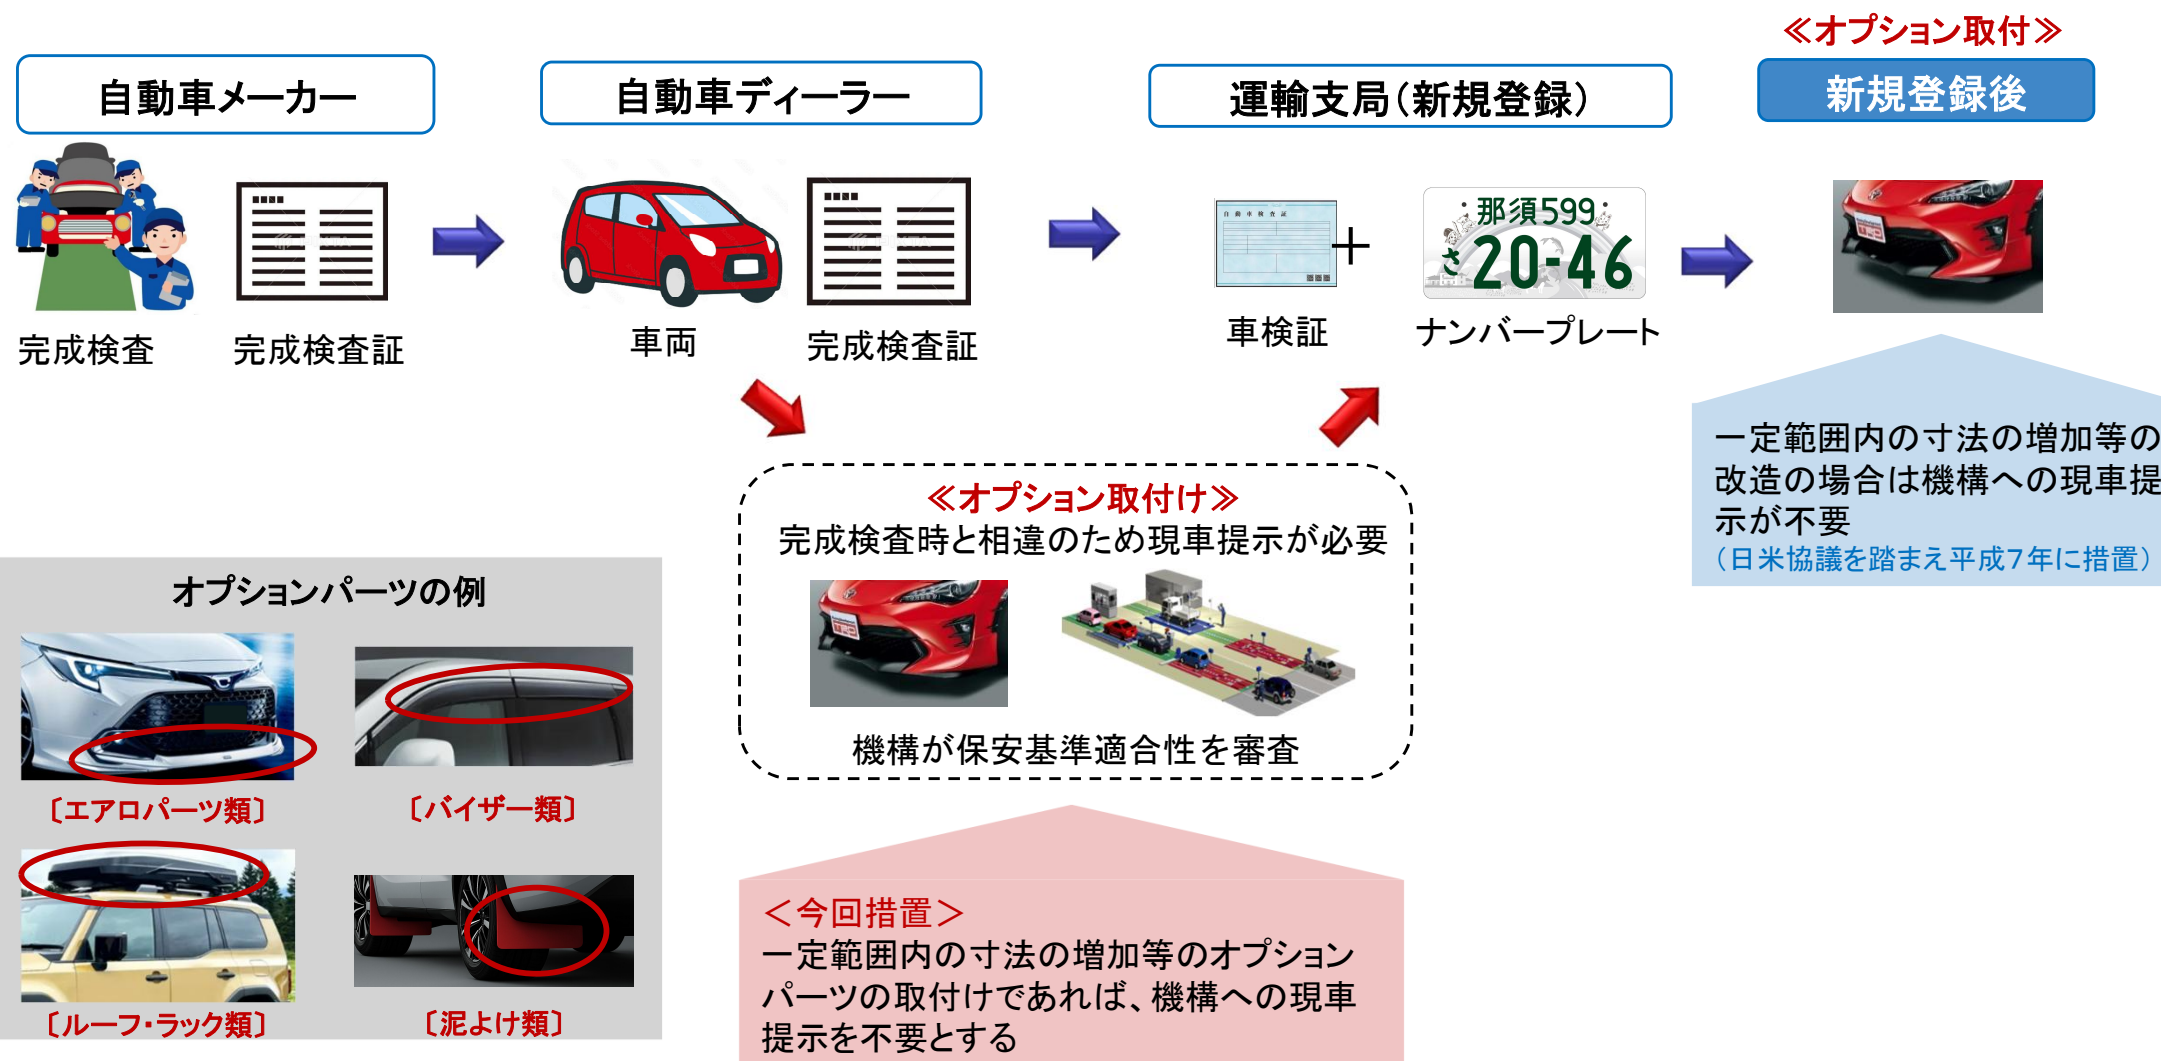 ≪オプション取付≫
自動車メーカー
自動車ディーラー
運輸支局(新規登録)
新規登録後
自動車検査証
那須599
さ20-46
完成検査
完成検査証
車両
完成検査証
車検証
+
ナンバープレート
一定範囲内の寸法の増加等の
改造の場合は機構への現車提
示が不要
(日米協議を踏まえ平成7年に措置)
≪オプション取付け≫
完成検査時と相違のため現車提示が必要
機構が保安基準適合性を審査
オプションパーツの例
〔エアロパーツ類〕
〔バイザー類〕
〔ルーフ・ラック類〕
〔泥よけ類〕
<今回措置>
一定範囲内の寸法の増加等のオプション
パーツの取付けであれば、機構への現車
提示を不要とする